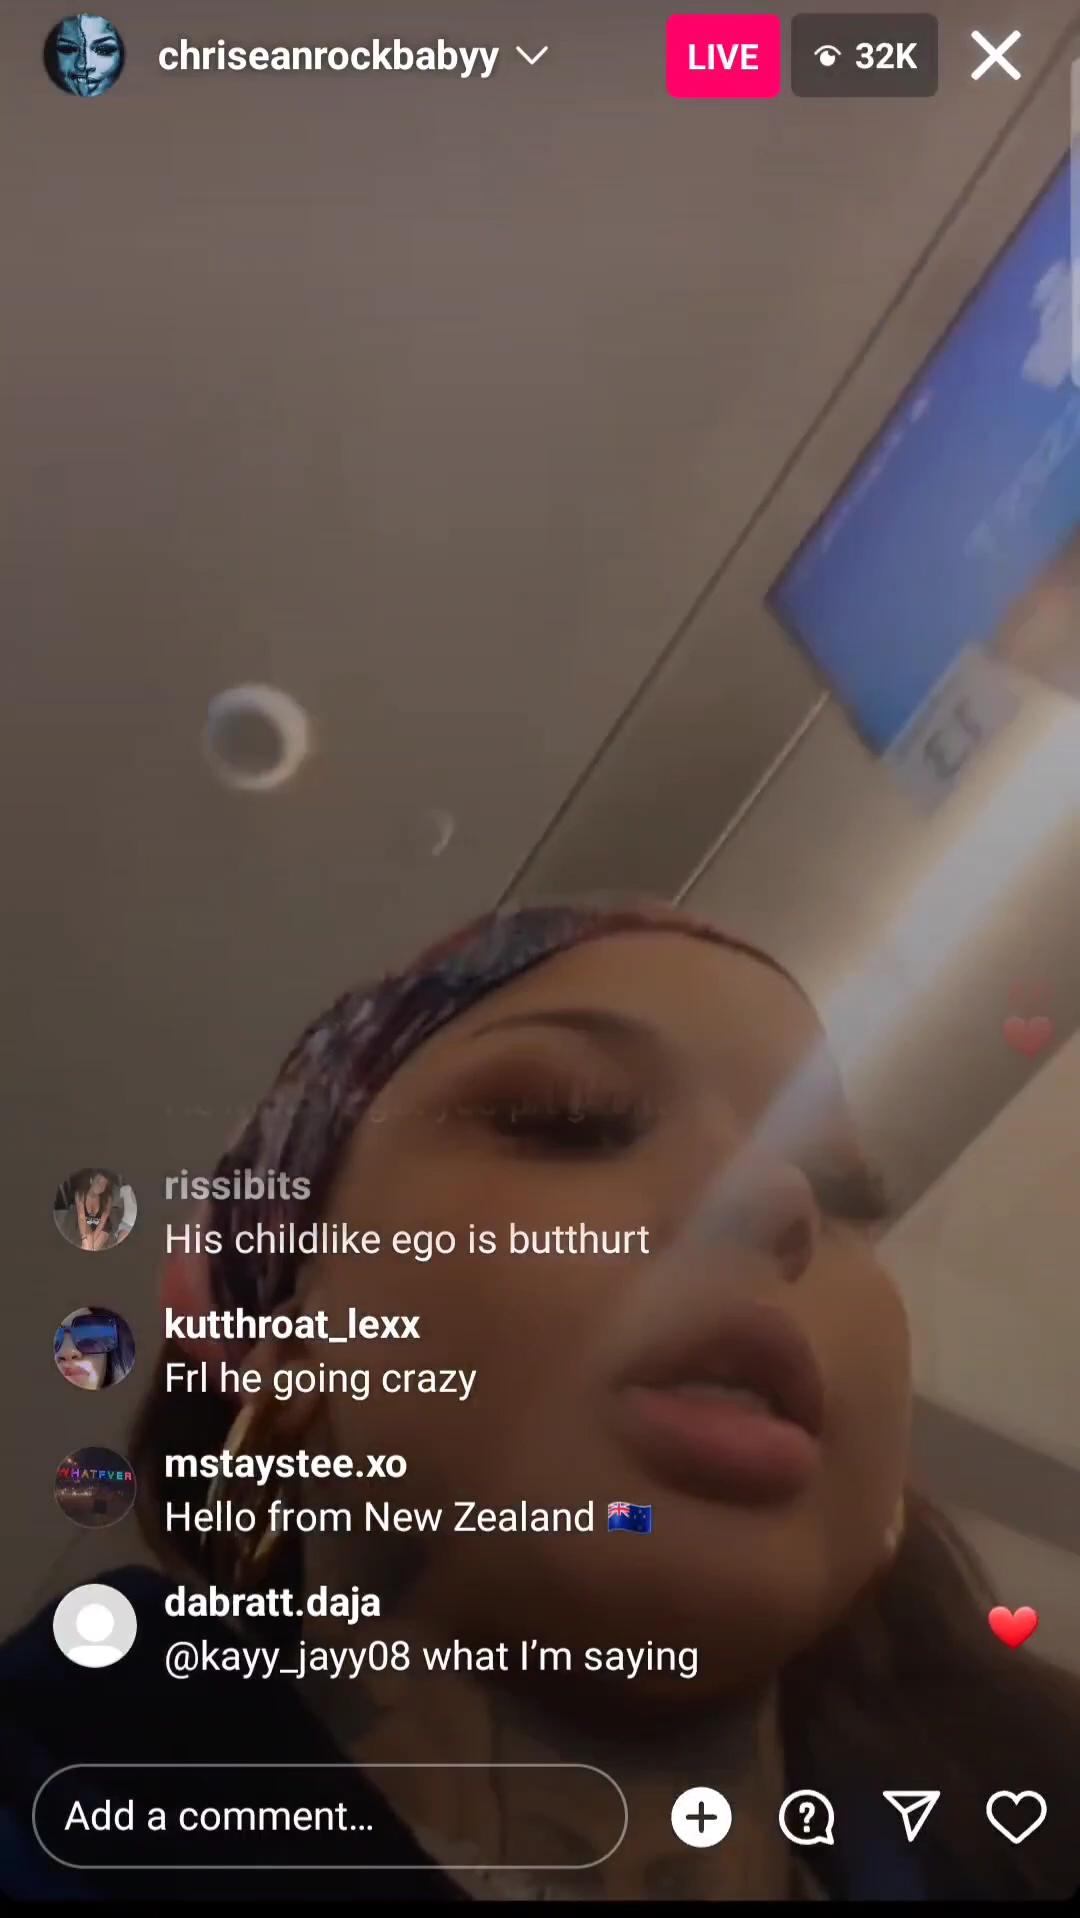 chriseanrockbabyy
LIVE
32K
rissibits
His childlike ego is butthurt
kutthroat_lexx
Frl he going crazy
WHATEVER
mstaystee.xo
Hello from New Zealand 🇳🇿
dabratt.daja
@kayy_jayy08 what I’m saying
Add a comment...